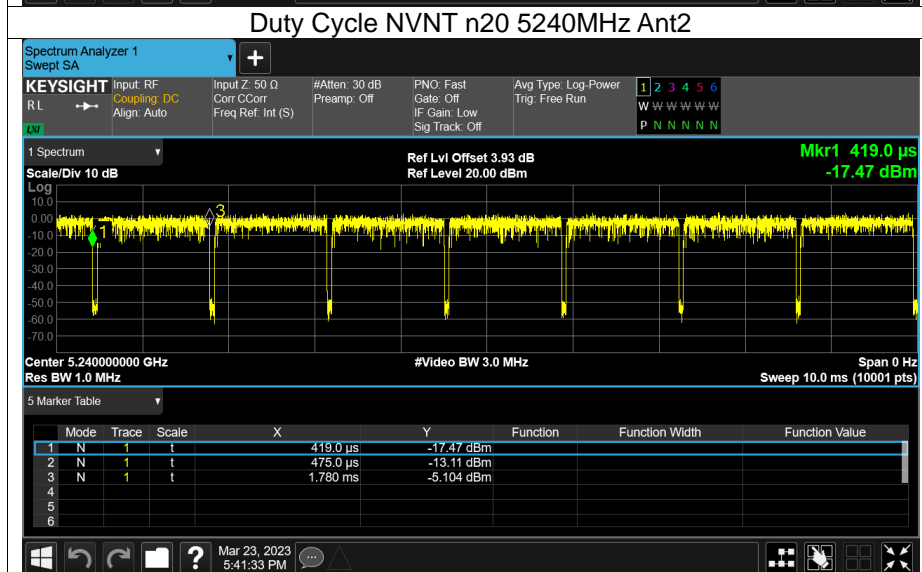 Duty Cycle NVNT n20 5240MHz Ant2
Spectrum Analyzer 1
Swept SA
+
KEYSIGHT Input: RF Input Z: 50 Ω #Atten: 30 dB PNO: Fast Avg Type: Log-Power 1 2 3 4 5 6
RL Coupling: DC Corr CCorr Preamp: Off Gate: Off Trig: Free Run W W W W W W
Align: Auto Freq Ref: Int (S) IF Gain: Low
LXI Sig Track: Off P N N N N N
1 Spectrum Ref Lvl Offset 3.93 dB Mkr1 419.0 µs
Scale/Div 10 dB Ref Level 20.00 dBm -17.47 dBm
Log
10.0
0.00 3
-10.0 1
-20.0
-30.0
-40.0
-50.0
-60.0
-70.0
Center 5.240000000 GHz #Video BW 3.0 MHz Span 0 Hz
Res BW 1.0 MHz Sweep 10.0 ms (10001 pts)
5 Marker Table
Mode Trace Scale X Y Function Function Width Function Value
1 N 1 t 419.0 µs -17.47 dBm
2 N 1 t 475.0 µs -13.11 dBm
3 N 1 t 1.780 ms -5.104 dBm
4
5
6
? Mar 23, 2023
5:41:33 PM